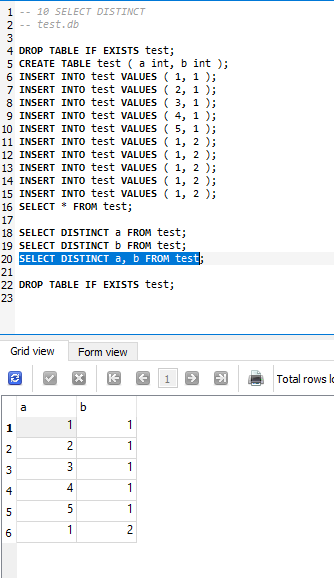 1 -- 10 SELECT DISTINCT
2 -- test.db
3
4 DROP TABLE IF EXISTS test;
5 CREATE TABLE test ( a int, b int );
6 INSERT INTO test VALUES ( 1, 1 );
7 INSERT INTO test VALUES ( 2, 1 );
8 INSERT INTO test VALUES ( 3, 1 );
9 INSERT INTO test VALUES ( 4, 1 );
10 INSERT INTO test VALUES ( 5, 1 );
11 INSERT INTO test VALUES ( 1, 2 );
12 INSERT INTO test VALUES ( 1, 2 );
13 INSERT INTO test VALUES ( 1, 2 );
14 INSERT INTO test VALUES ( 1, 2 );
15 INSERT INTO test VALUES ( 1, 2 );
16 SELECT * FROM test;
17
18 SELECT DISTINCT a FROM test;
19 SELECT DISTINCT b FROM test;
20 SELECT DISTINCT a, b FROM test;
21
22 DROP TABLE IF EXISTS test;
23
Grid view Form view
1 Total rows lo
a b
1 1 1
2 2 1
3 3 1
4 4 1
5 5 1
6 1 2